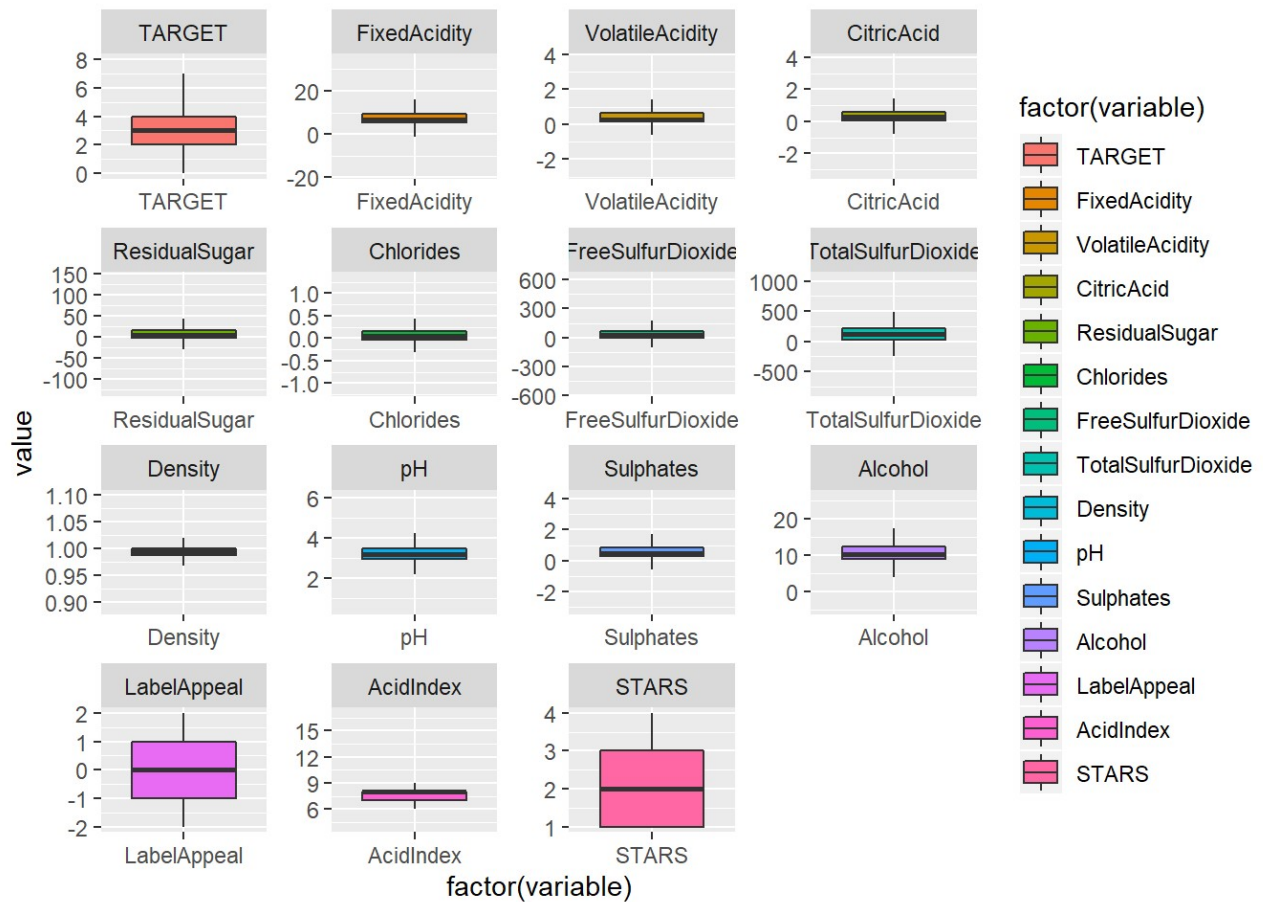 TARGET
FixedAcidity
VolatileAcidity
CitricAcid
8
6
4
2
0
20
0
-20
4
2
0
-2
4
2
0
-2
TARGET
FixedAcidity
VolatileAcidity
CitricAcid
ResidualSugar
Chlorides
FreeSulfurDioxide
TotalSulfurDioxide
150
100
50
0
-50
-100
1.0
0.5
0.0
-0.5
-1.0
600
300
0
-300
-600
1000
500
0
-500
ResidualSugar
Chlorides
FreeSulfurDioxide
TotalSulfurDioxide
Density
pH
Sulphates
Alcohol
1.10
1.05
1.00
0.95
0.90
6
4
2
4
2
0
-2
20
10
0
Density
pH
Sulphates
Alcohol
LabelAppeal
AcidIndex
STARS
2
1
0
-1
-2
15
12
9
6
4
3
2
1
LabelAppeal
AcidIndex
STARS
value
factor(variable)
factor(variable)
TARGET
FixedAcidity
VolatileAcidity
CitricAcid
ResidualSugar
Chlorides
FreeSulfurDioxide
TotalSulfurDioxide
Density
pH
Sulphates
Alcohol
LabelAppeal
AcidIndex
STARS